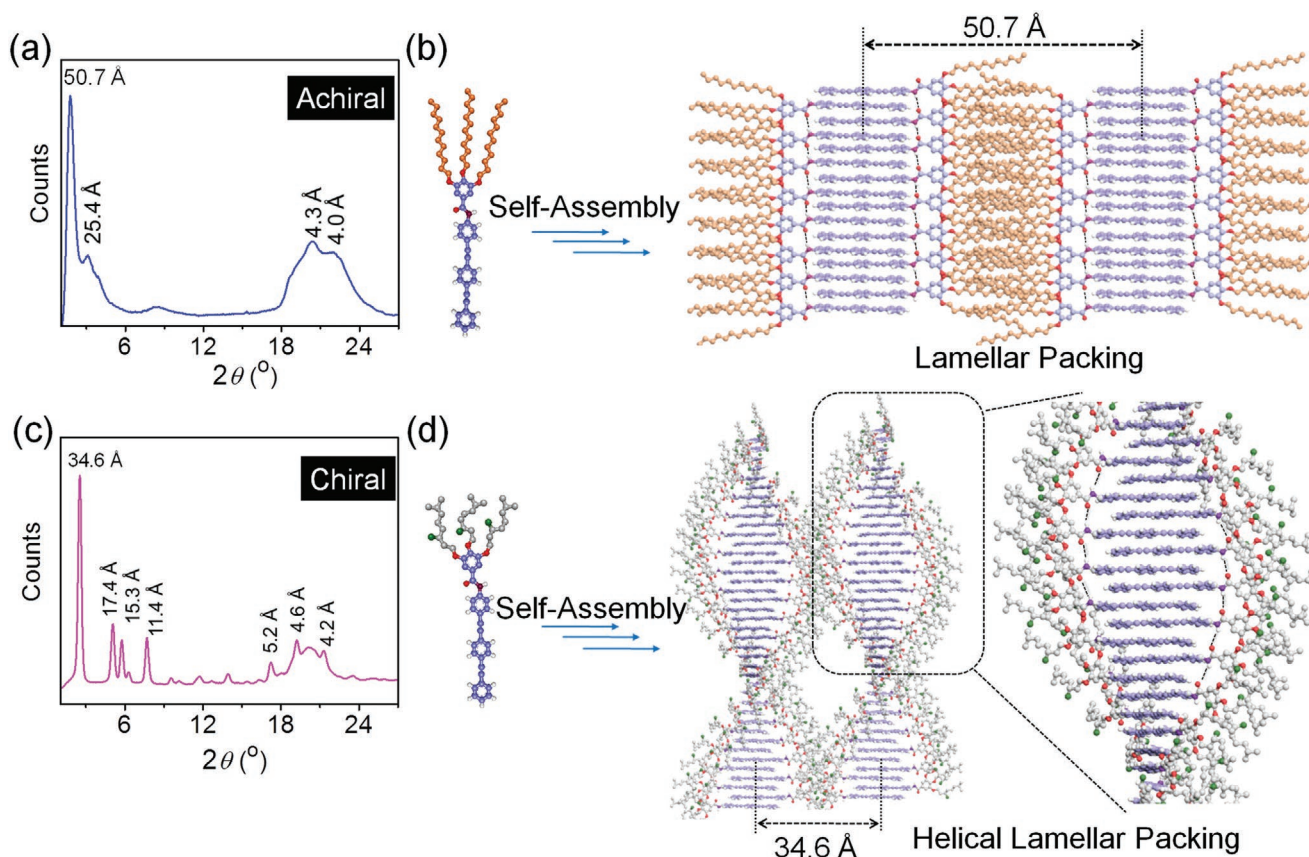 (a)
50.7 Å
Achiral
25.4 Å
4.3 Å
4.0 Å
Counts
6 12 18 24
2θ (°)
(b)
Self-Assembly
50.7 Å
Lamellar Packing
(c)
34.6 Å
Chiral
17.4 Å
15.3 Å
11.4 Å
5.2 Å
4.6 Å
4.2 Å
Counts
6 12 18 24
2θ (°)
(d)
Self-Assembly
34.6 Å
Helical Lamellar Packing